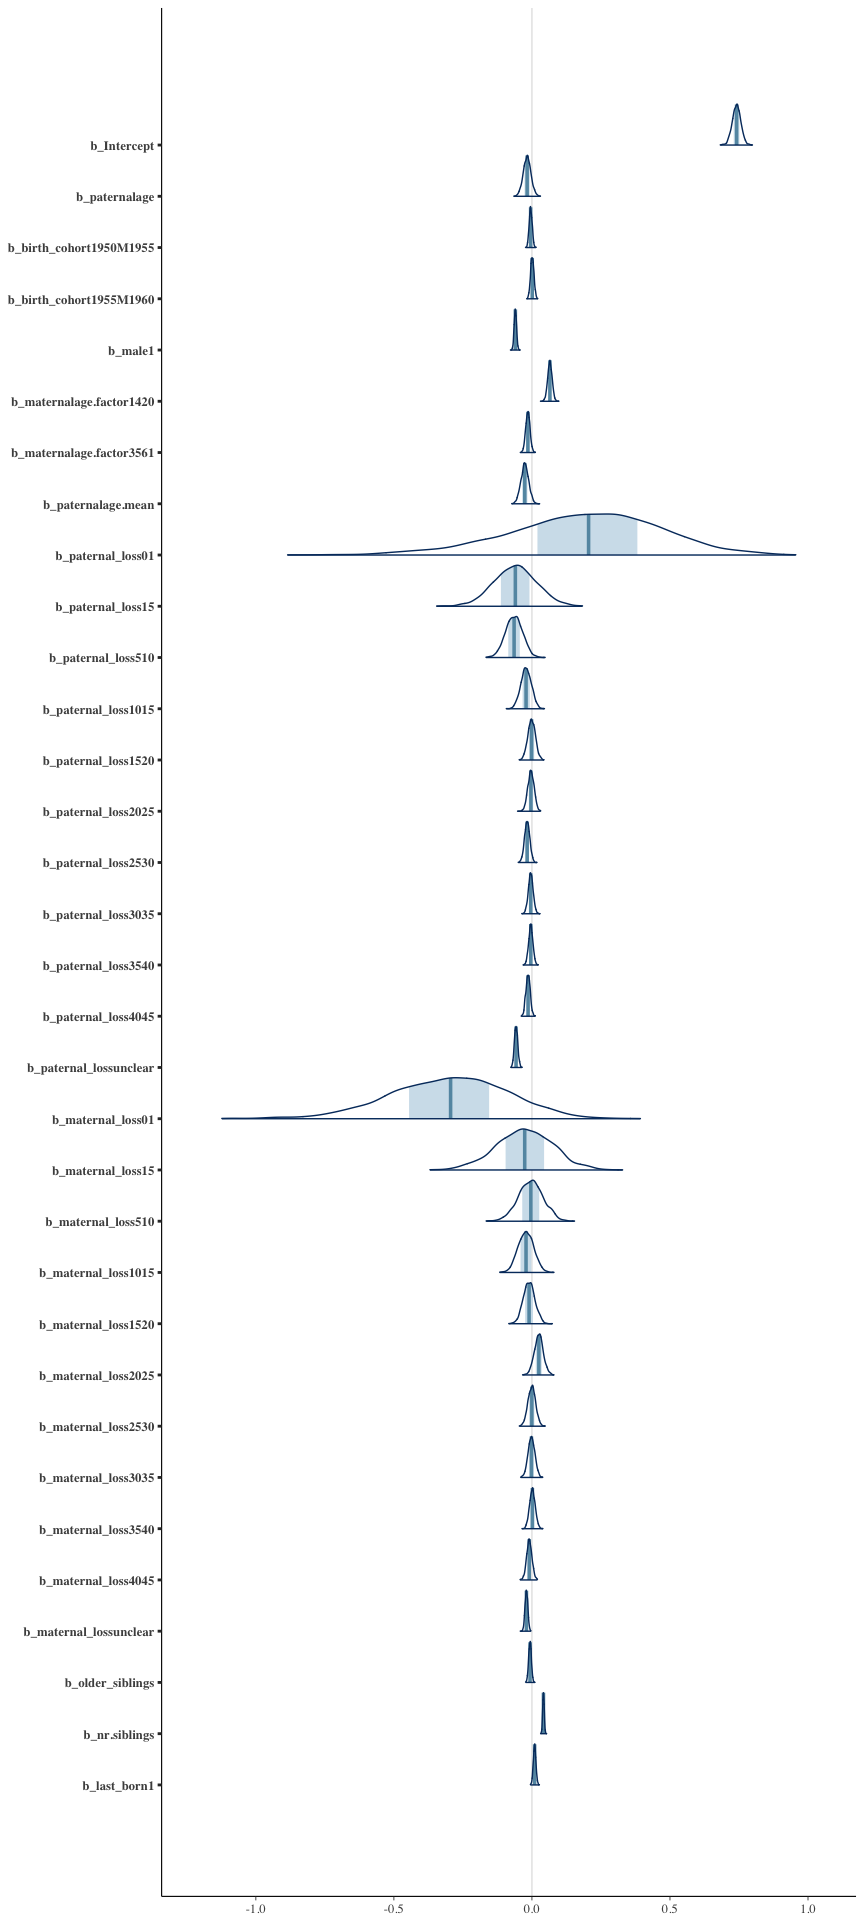 b_Intercept
b_paternalage
b_birth_cohort1950M1955
b_birth_cohort1955M1960
b_male1
b_maternalage.factor1420
b_maternalage.factor3561
b_paternalage.mean
b_paternal_loss01
b_paternal_loss15
b_paternal_loss510
b_paternal_loss1015
b_paternal_loss1520
b_paternal_loss2025
b_paternal_loss2530
b_paternal_loss3035
b_paternal_loss3540
b_paternal_loss4045
b_paternal_lossunclear
b_maternal_loss01
b_maternal_loss15
b_maternal_loss510
b_maternal_loss1015
b_maternal_loss1520
b_maternal_loss2025
b_maternal_loss2530
b_maternal_loss3035
b_maternal_loss3540
b_maternal_loss4045
b_maternal_lossunclear
b_older_siblings
b_nr.siblings
b_last_born1
-1.0 -0.5 0.0 0.5 1.0